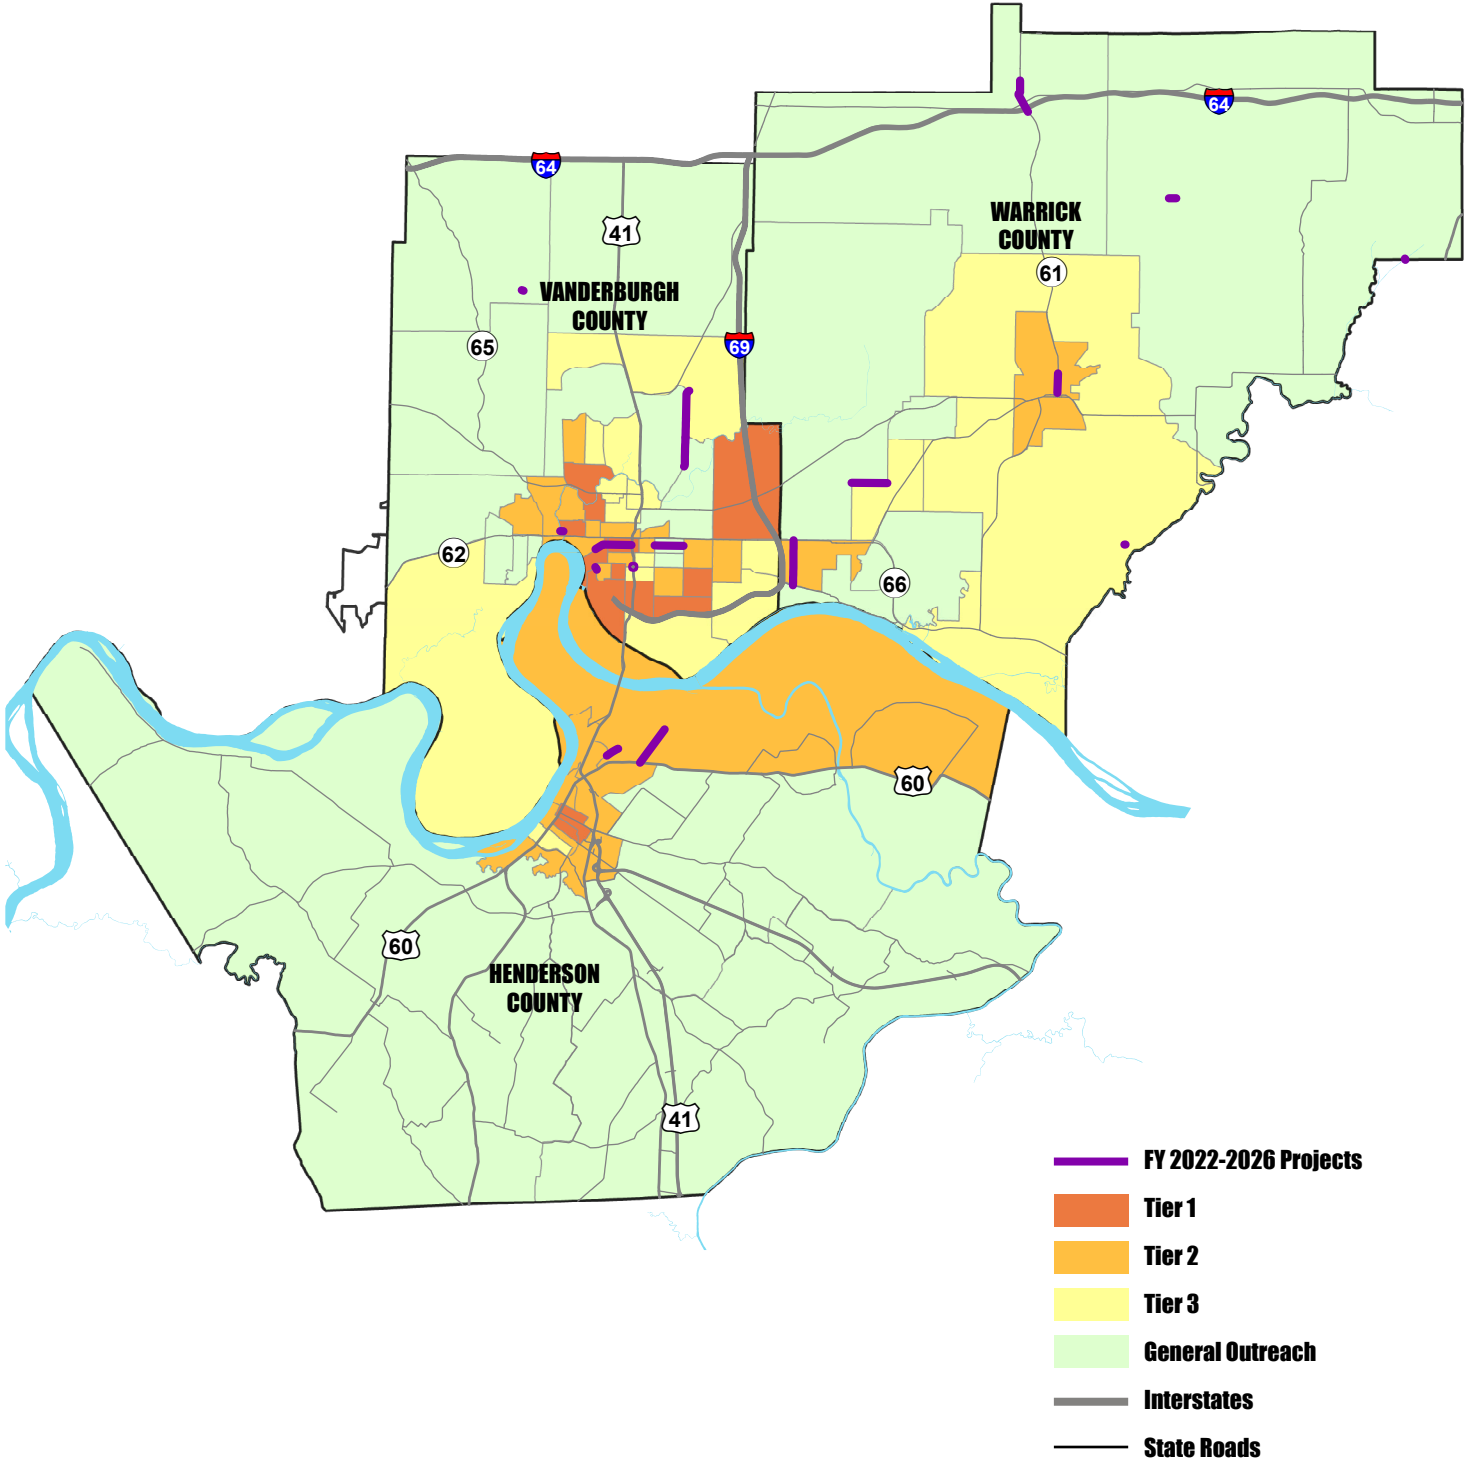 64
64
WARRICK
COUNTY
41
61
VANDERBURGH
COUNTY
65
69
62
66
60
60
HENDERSON
COUNTY
41
FY 2022-2026 Projects
Tier 1
Tier 2
Tier 3
General Outreach
Interstates
State Roads